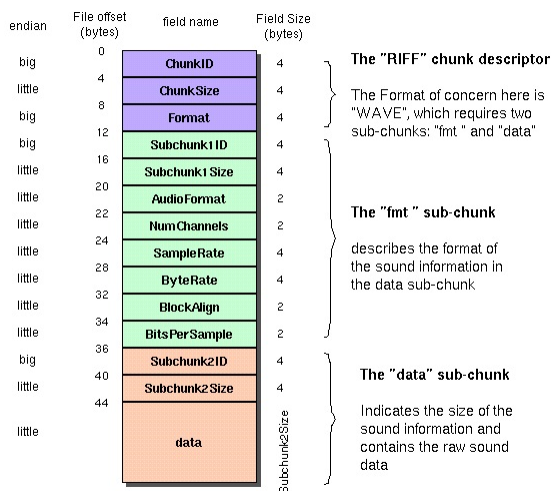 endian
File offset
(bytes)
field name
Field Size
(bytes)
0
big
ChunkID
4
4
little
ChunkSize
4
8
big
Format
4
12
big
Subchunk1ID
4
16
little
Subchunk1Size
4
20
little
AudioFormat
2
22
little
NumChannels
2
24
little
SampleRate
4
28
little
ByteRate
4
32
little
BlockAlign
2
34
little
BitsPerSample
2
36
big
Subchunk2ID
4
40
little
Subchunk2Size
4
44
little
data
Subchunk2Size
The "RIFF" chunk descriptor
The Format of concern here is
"WAVE", which requires two
sub-chunks: "fmt " and "data"
The "fmt " sub-chunk
describes the format of
the sound information in
the data sub-chunk
The "data" sub-chunk
Indicates the size of the
sound information and
contains the raw sound
data